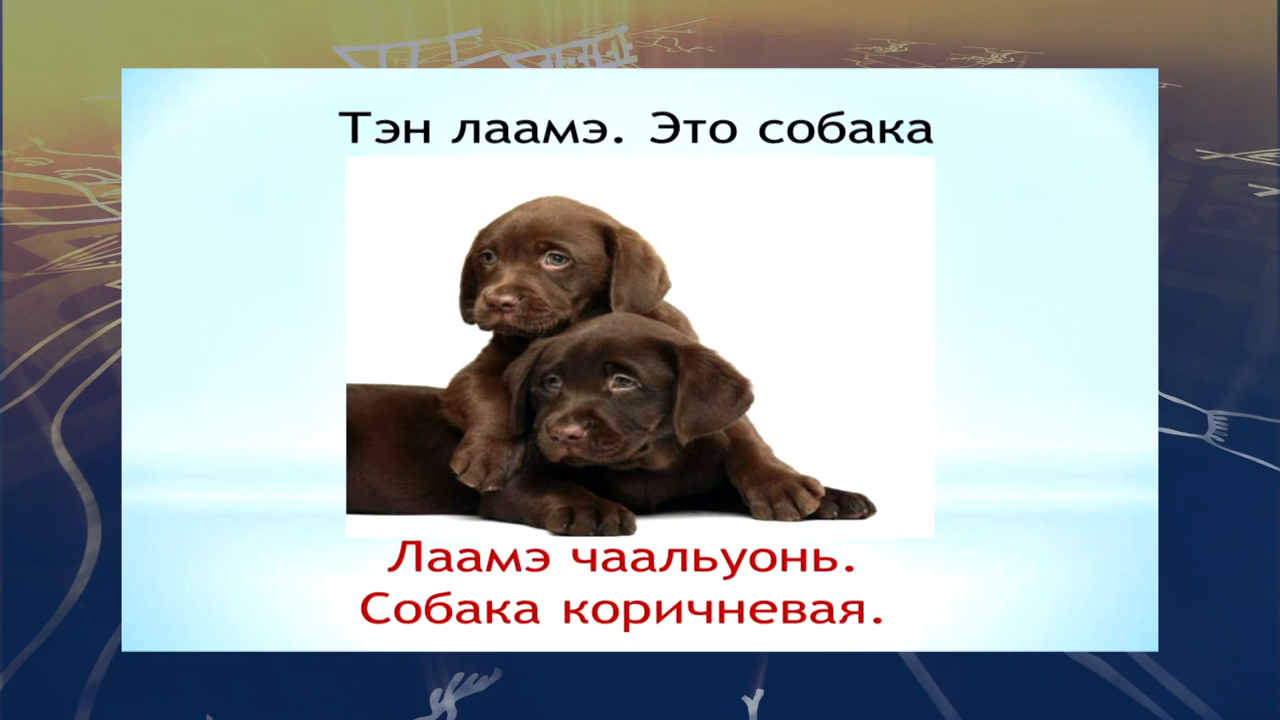 Тэн лаамэ. Это собака
Лаамэ чаальуонь.
Собака коричневая.